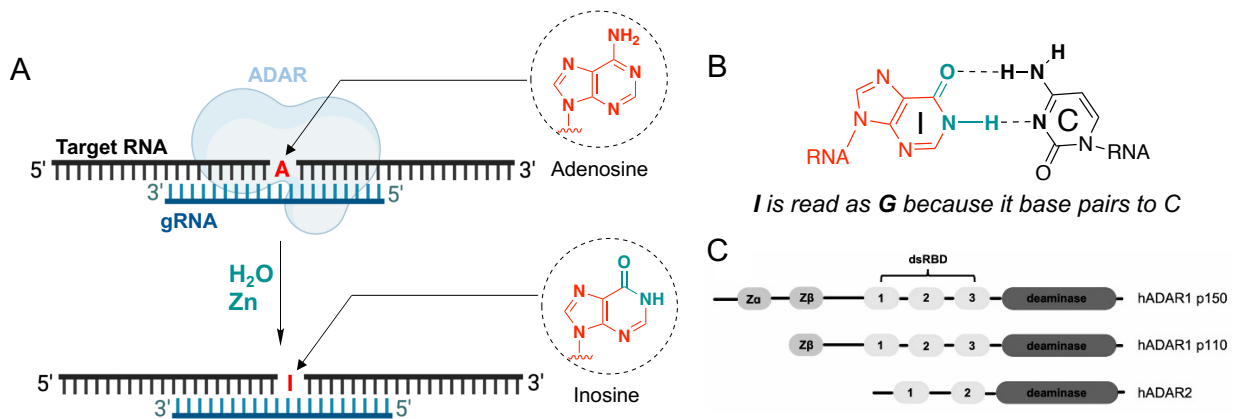 A
ADAR
NH₂
N
N
N
N
Adenosine
Target RNA
5'
A
3'
3'
5'
gRNA
H₂O
Zn
O
N
NH
N
N
Inosine
5'
I
3'
3'
5'
B
H
O
H-N
N
I
N
H
N
C
N
N
RNA
O
RNA
I is read as G because it base pairs to C
C
dsRBD
Zα
Zβ
1
2
3
deaminase
hADAR1 p150
Zβ
1
2
3
deaminase
hADAR1 p110
1
2
deaminase
hADAR2